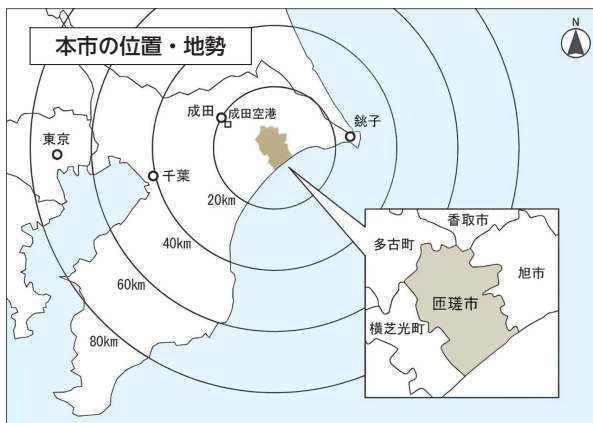 本市の位置・地勢
N
成田
成田空港
銚子
東京
千葉
20km
40km
60km
80km
香取市
多古町
旭市
匝瑳市
横芝光町